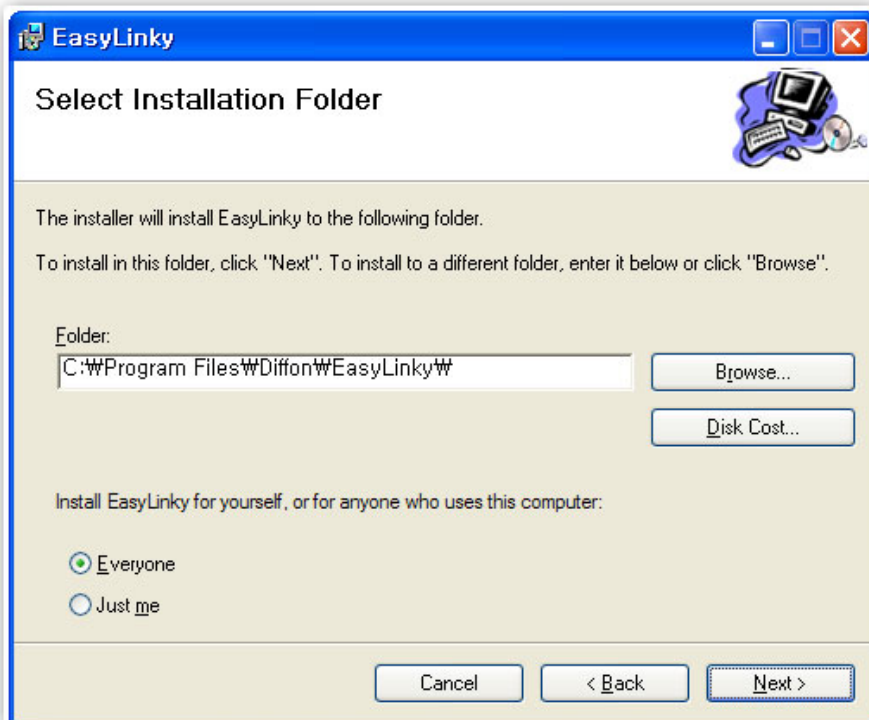 EasyLinky
Select Installation Folder
The installer will install EasyLinky to the following folder.
To install in this folder, click "Next". To install to a different folder, enter it below or click "Browse".
Folder:
C:₩Program Files₩Diffon₩EasyLinky₩
Browse...
Disk Cost...
Install EasyLinky for yourself, or for anyone who uses this computer:
Everyone
Just me
Cancel
< Back
Next >